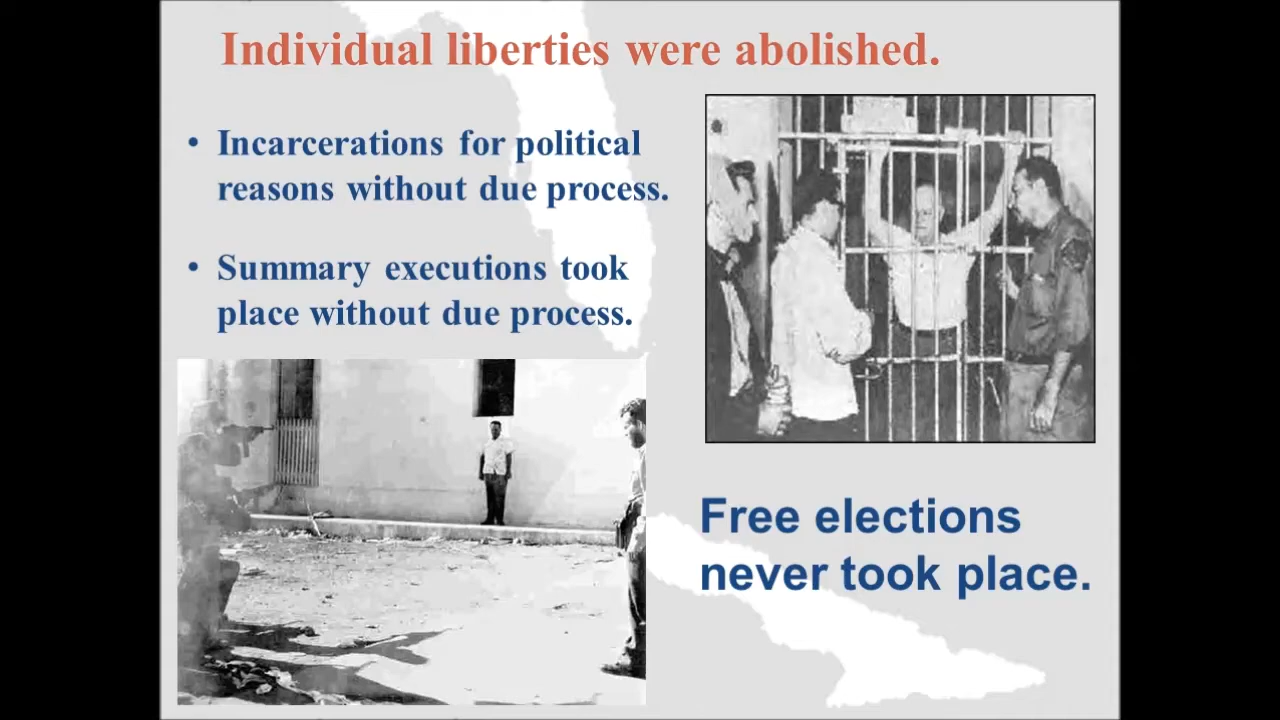 Individual liberties were abolished.
• Incarcerations for political
reasons without due process.
• Summary executions took
place without due process.
Free elections
never took place.